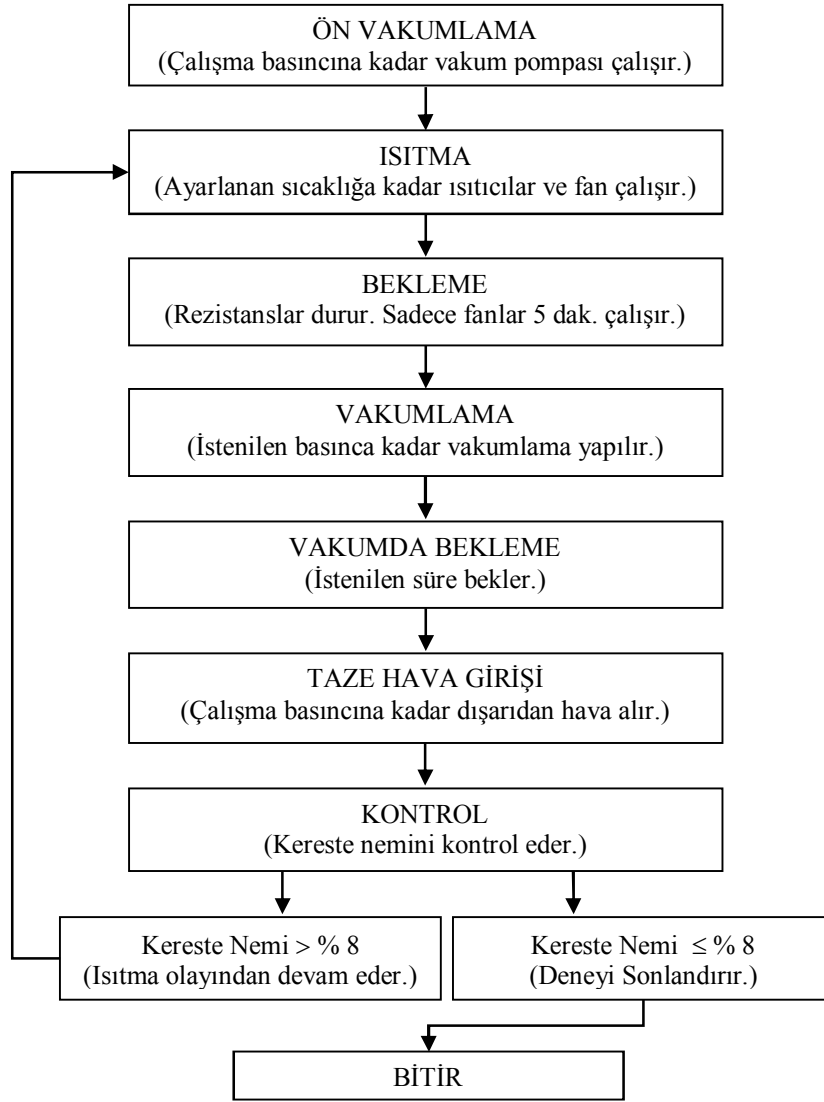 ÖN VAKUMLAMA
(Çalışma basıncına kadar vakum pompası çalışır.)
ISITMA
(Ayarlanan sıcaklığa kadar ısıtıcılar ve fan çalışır.)
BEKLEME
(Rezistanslar durur. Sadece fanlar 5 dak. çalışır.)
VAKUMLAMA
(İstenilen basınca kadar vakumlama yapılır.)
VAKUMDA BEKLEME
(İstenilen süre bekler.)
TAZE HAVA GİRİŞİ
(Çalışma basıncına kadar dışarıdan hava alır.)
KONTROL
(Kereste nemini kontrol eder.)
Kereste Nemi > % 8
(Isıtma olayından devam eder.)
Kereste Nemi ≤ % 8
(Deneyi Sonlandırır.)
BİTİR